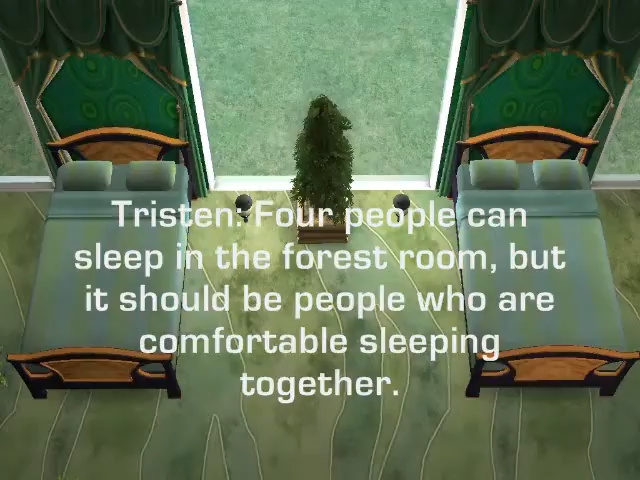 Tristen: Four people can
sleep in the forest room, but
it should be people who are
comfortable sleeping
together.